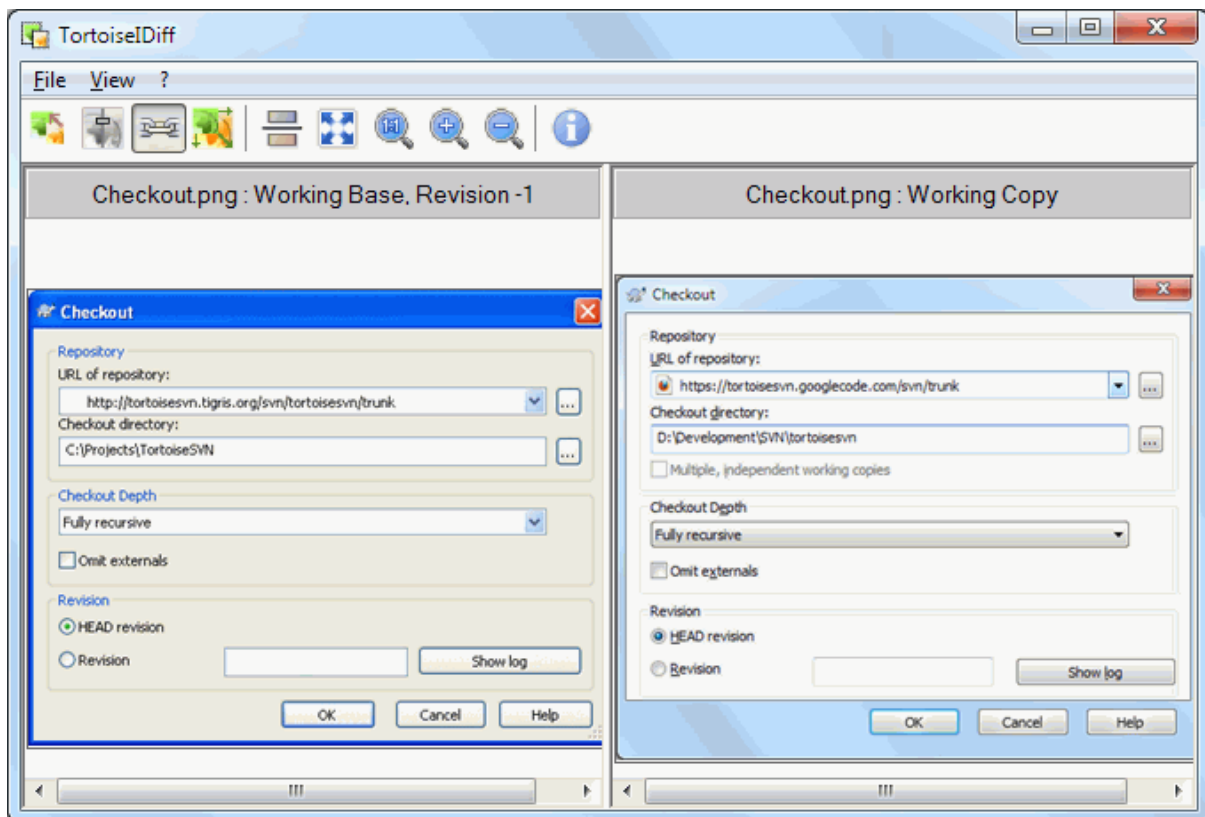 TortoiseIDiff
File View ?
1:1
Checkout.png : Working Base, Revision -1
Checkout
Repository
URL of repository:
http://tortoisesvn.tigris.org/svn/tortoisesvn/trunk
...
Checkout directory:
C:\Projects\TortoiseSVN
...
Checkout Depth
Fully recursive
Omit externals
Revision
HEAD revision
Revision
Show log
OK Cancel Help
Checkout.png : Working Copy
Checkout
Repository
URL of repository:
https://tortoisesvn.googlecode.com/svn/trunk
...
Checkout directory:
D:\Development\SVN\tortoisesvn
...
Multiple, independent working copies
Checkout Depth
Fully recursive
Omit externals
Revision
HEAD revision
Revision
Show log
OK Cancel Help